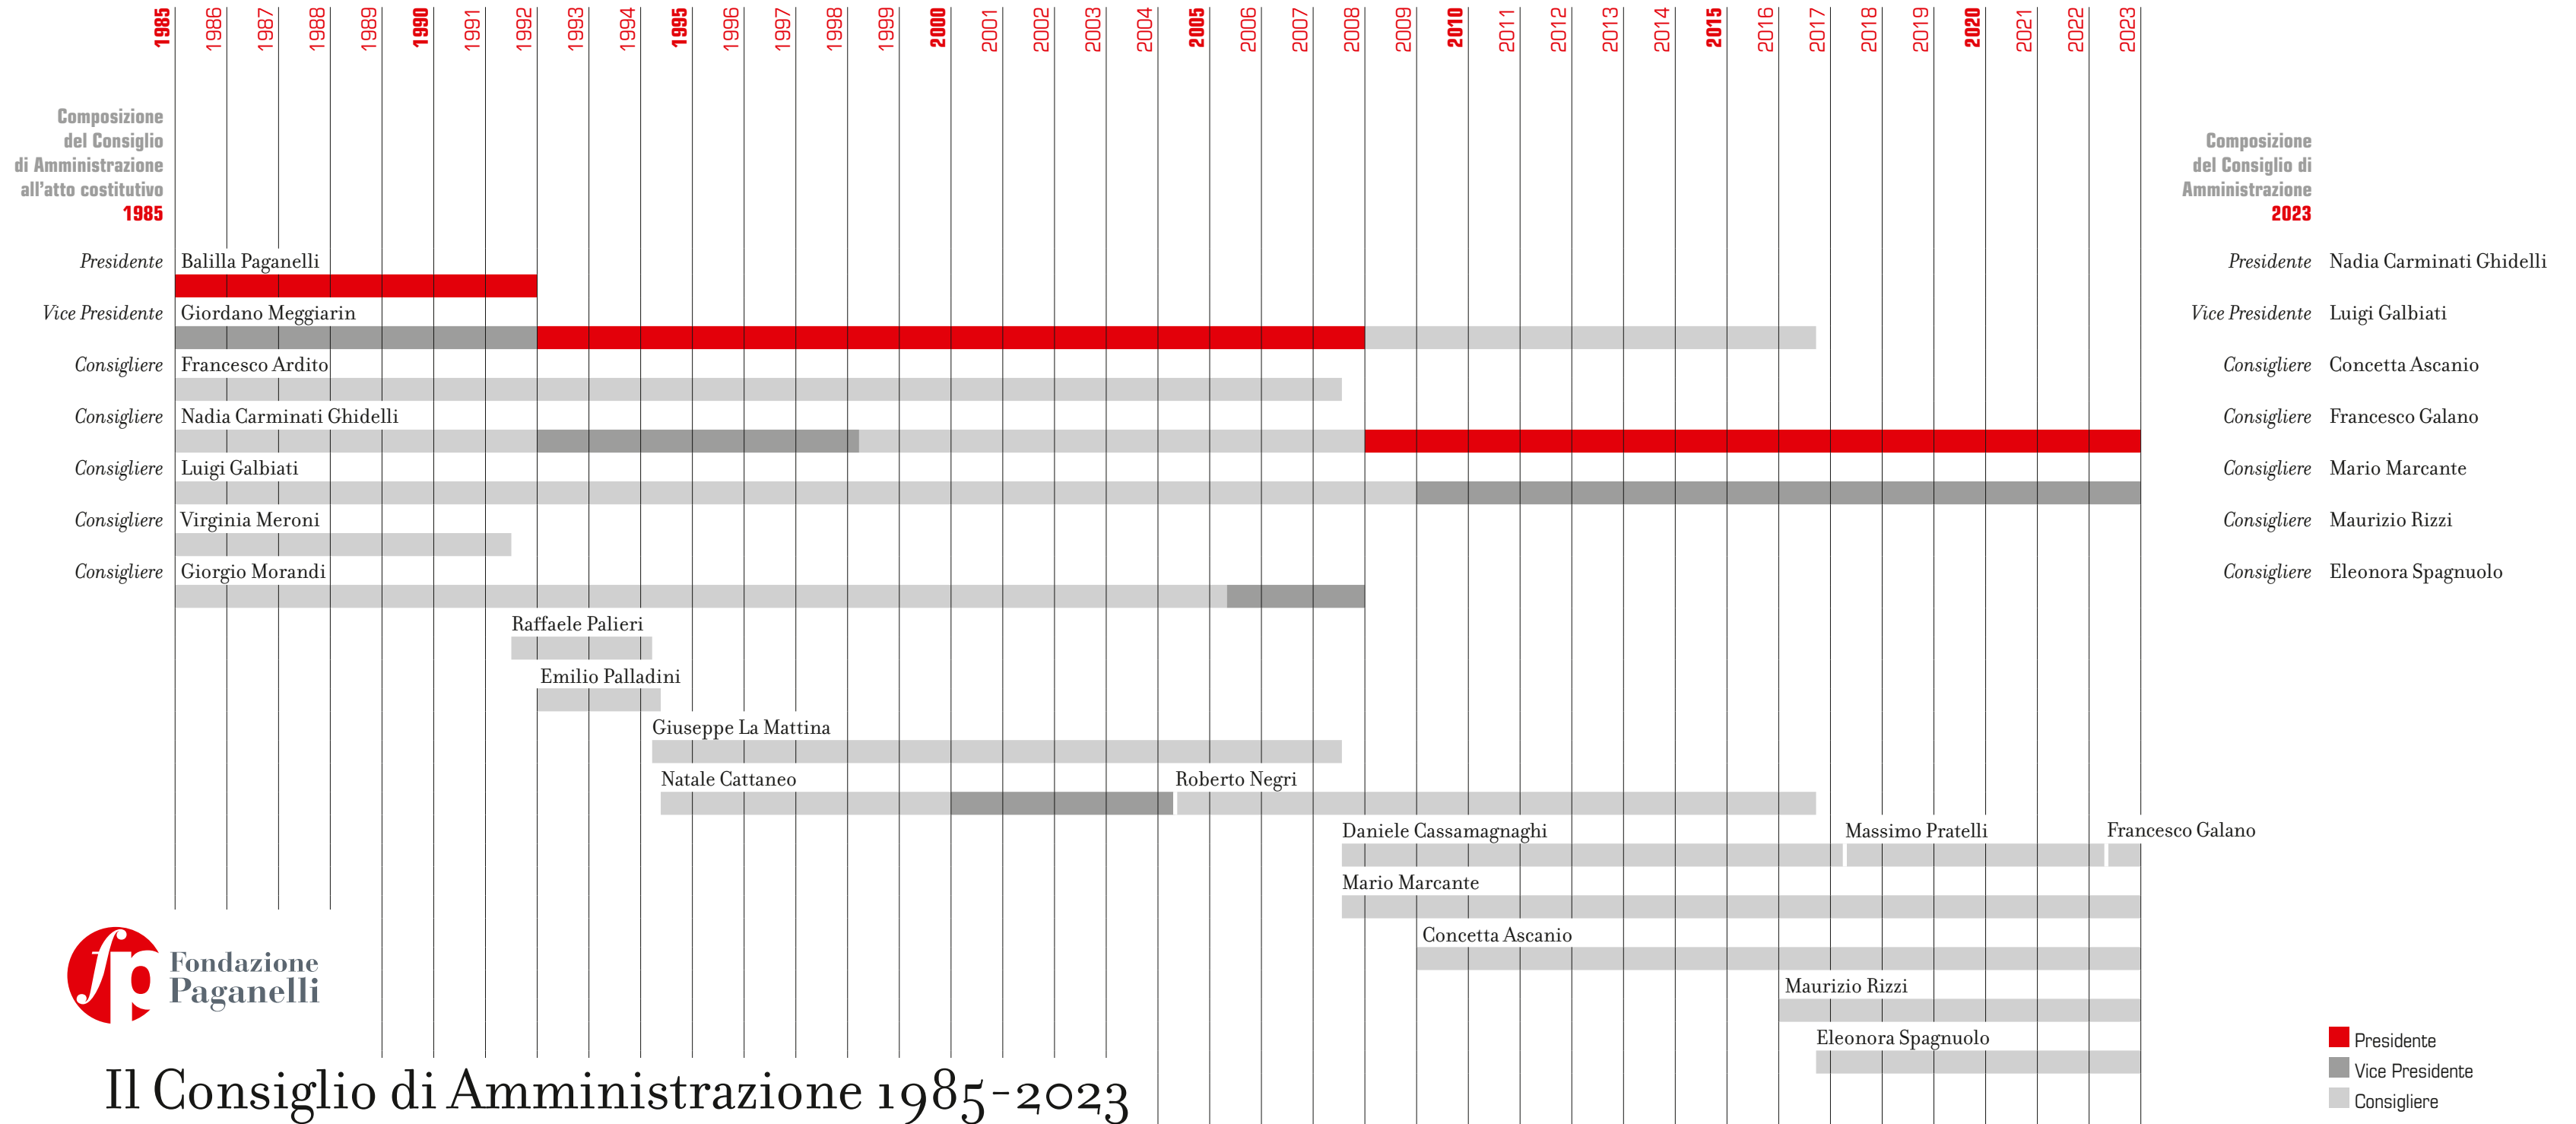 1985 1986 1987 1988 1989 1990 1991 1992 1993 1994 1995 1996 1997 1998 1999 2000 2001 2002 2003 2004 2005 2006 2007 2008 2009 2010 2011 2012 2013 2014 2015 2016 2017 2018 2019 2020 2021 2022 2023
Composizione
del Consiglio
di Amministrazione
all'atto costitutivo
1985
Composizione
del Consiglio di
Amministrazione
2023
Presidente Balilla Paganelli
Vice Presidente Giordano Meggiarin
Consigliere Francesco Ardito
Consigliere Nadia Carminati Ghidelli
Consigliere Luigi Galbiati
Consigliere Virginia Meroni
Consigliere Giorgio Morandi
Presidente Nadia Carminati Ghidelli
Vice Presidente Luigi Galbiati
Consigliere Concetta Ascanio
Consigliere Francesco Galano
Consigliere Mario Marcante
Consigliere Maurizio Rizzi
Consigliere Eleonora Spagnuolo
Raffaele Palieri
Emilio Palladini
Giuseppe La Mattina
Natale Cattaneo Roberto Negri
Daniele Cassamagnaghi Massimo Pratelli Francesco Galano
Mario Marcante
Concetta Ascanio
Maurizio Rizzi
Eleonora Spagnuolo
fp
Fondazione
Paganelli
Il Consiglio di Amministrazione 1985-2023
Presidente
Vice Presidente
Consigliere